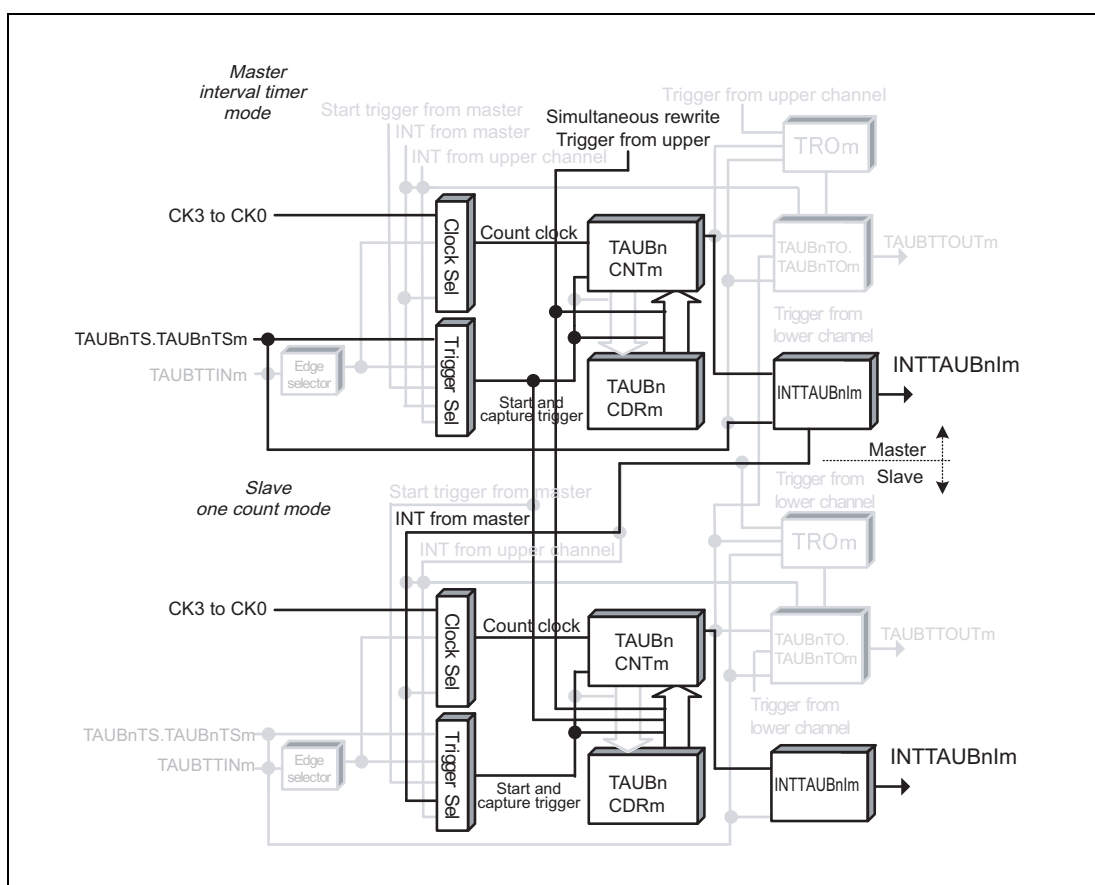 Master
interval timer
mode
Start trigger from master
INT from master
INT from upper channel
Simultaneous rewrite
Trigger from upper
Trigger from upper channel
TROm
CK3 to CK0
Clock Sel
Count clock
TAUBn
CNTm
TAUBnTO.
TAUBnTOm
TAUBTTOUTm
Trigger from
lower channel
TAUBnTS.TAUBnTSm
TAUBTTINm
Edge
selector
Trigger Sel
Start and
capture trigger
TAUBn
CDRm
INTTAUBnIm
INTTAUBnIm
Master
Slave
Slave
one count mode
Start trigger from master
INT from master
INT from upper channel
Trigger from
lower channel
TROm
CK3 to CK0
Clock Sel
Count clock
TAUBn
CNTm
TAUBnTO.
TAUBnTOm
TAUBTTOUTm
Trigger from
lower channel
TAUBnTS.TAUBnTSm
TAUBTTINm
Edge
selector
Trigger Sel
Start and
capture trigger
TAUBn
CDRm
INTTAUBnIm
INTTAUBnIm